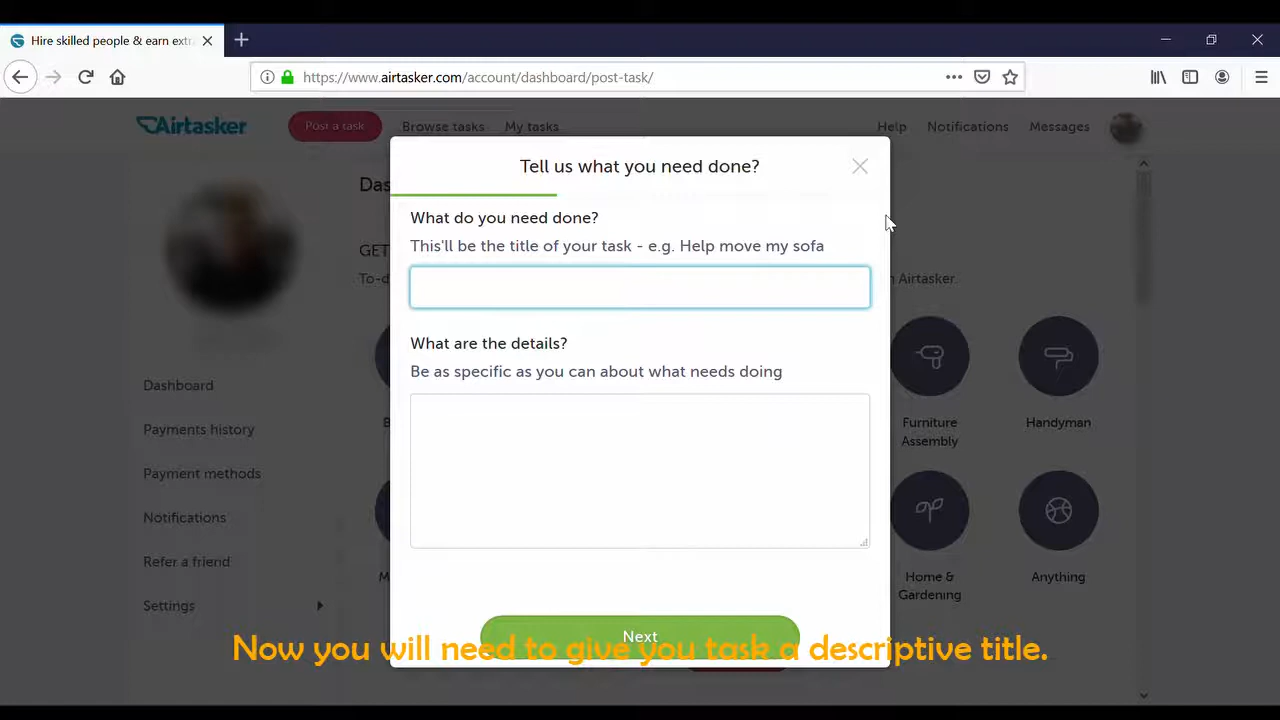 Hire skilled people & earn extr
https://www.airtasker.com/account/dashboard/post-task/
Airtasker
Post a task
Browse tasks
My tasks
Help
Notifications
Messages
Tell us what you need done?
Das
GET
To-d
n Airtasker.
What do you need done?
This'll be the title of your task - e.g. Help move my sofa
What are the details?
Be as specific as you can about what needs doing
Dashboard
Payments history
Payment methods
Notifications
Refer a friend
Settings
B
Furniture
Assembly
Handyman
M
Home &
Gardening
Anything
Next
Now you will need to give you task a descriptive title.